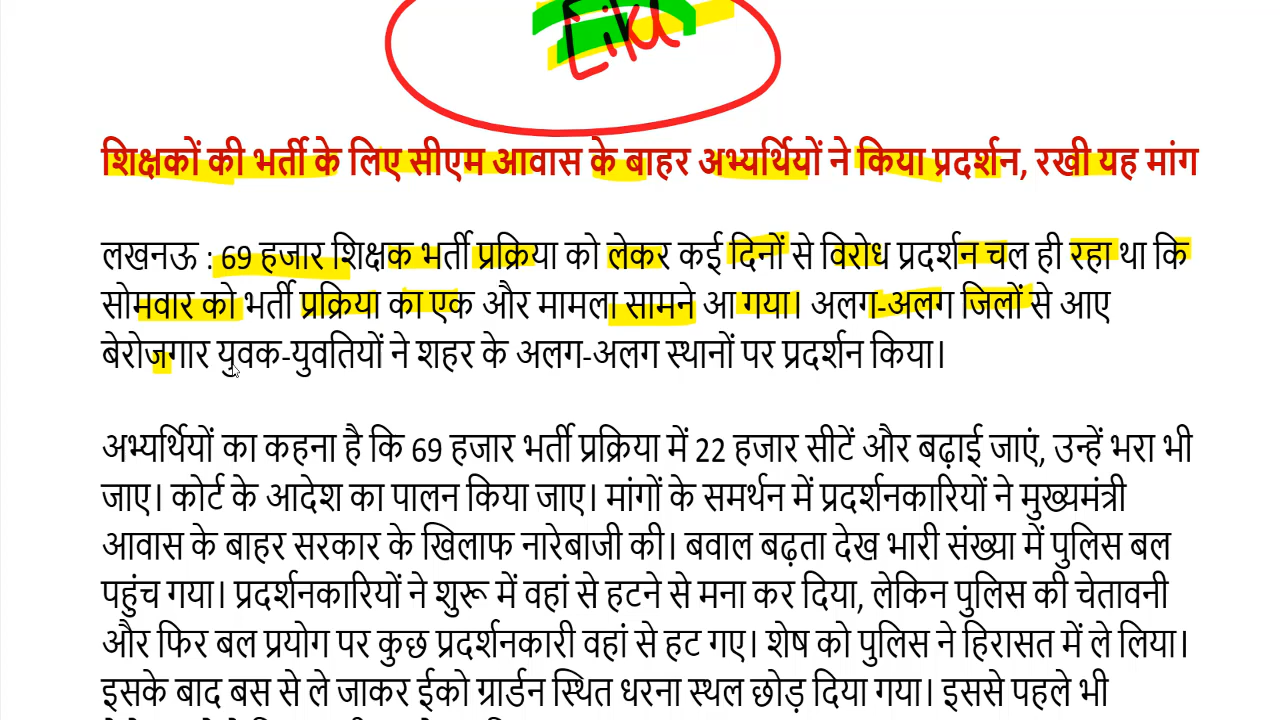 शिक्षकों की भर्ती के लिए सीएम आवास के बाहर अभ्यर्थियों ने किया प्रदर्शन, रखी यह मांग
लखनऊ : 69 हजार शिक्षक भर्ती प्रक्रिया को लेकर कई दिनों से विरोध प्रदर्शन चल ही रहा था कि
सोमवार को भर्ती प्रक्रिया का एक और मामला सामने आ गया। अलग-अलग जिलों से आए
बेरोजगार युवक-युवतियों ने शहर के अलग-अलग स्थानों पर प्रदर्शन किया।
अभ्यर्थियों का कहना है कि 69 हजार भर्ती प्रक्रिया में 22 हजार सीटें और बढ़ाई जाएं, उन्हें भरा भी
जाए। कोर्ट के आदेश का पालन किया जाए। मांगों के समर्थन में प्रदर्शनकारियों ने मुख्यमंत्री
आवास के बाहर सरकार के खिलाफ नारेबाजी की। बवाल बढ़ता देख भारी संख्या में पुलिस बल
पहुंच गया। प्रदर्शनकारियों ने शुरू में वहां से हटने से मना कर दिया, लेकिन पुलिस की चेतावनी
और फिर बल प्रयोग पर कुछ प्रदर्शनकारी वहां से हट गए। शेष को पुलिस ने हिरासत में ले लिया।
इसके बाद बस से ले जाकर ईको ग्रार्डन स्थित धरना स्थल छोड़ दिया गया। इससे पहले भी